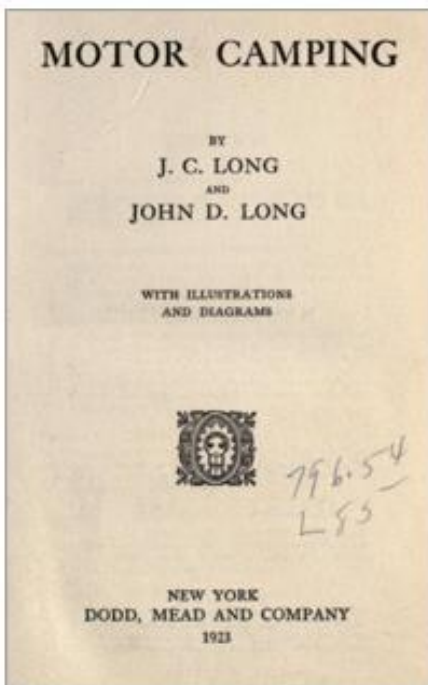 MOTOR CAMPING
BY
J. C. LONG
AND
JOHN D. LONG
WITH ILLUSTRATIONS
AND DIAGRAMS
796.54
L85
NEW YORK
DODD, MEAD AND COMPANY
1923